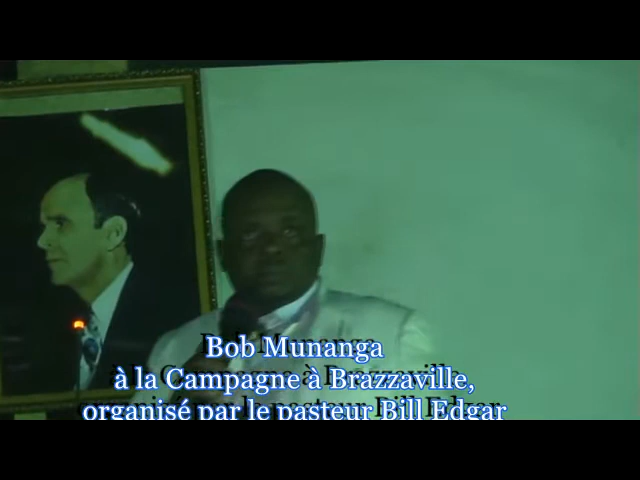 Bob Munanga
à la Campagne à Brazzaville,
organisé par le pasteur Bill Edgar